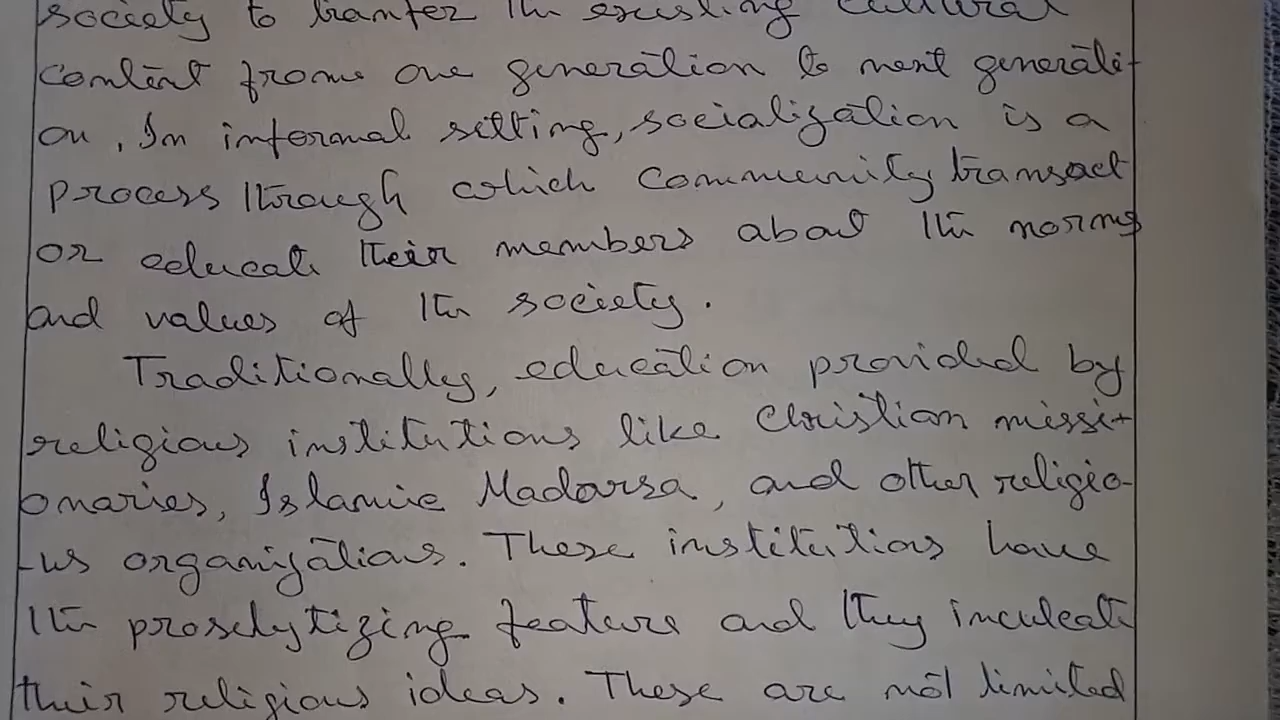 society to tranfer the existing cultural
content frome one generation to next generati-
on, In informal setting, socialization is a
process through which community transact
or educate their members about the norms
and values of the society.
Traditionally, education provided by
religious institutions like Christian missi-
onaries, Islamic Madarsa, and other religio-
-us organizations. These institutions have
the proselytizing feature and they inculcate
their religious ideas. These are not limited